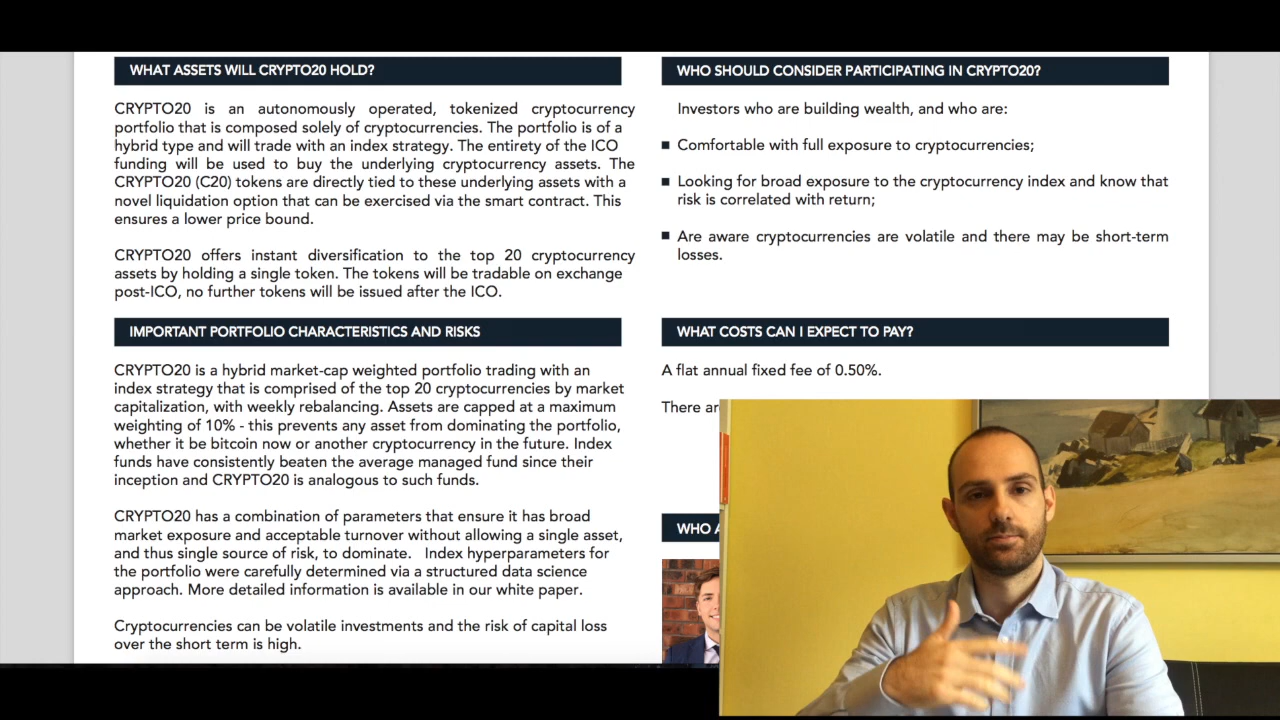 WHAT ASSETS WILL CRYPTO20 HOLD?
CRYPTO20 is an autonomously operated, tokenized cryptocurrency
portfolio that is composed solely of cryptocurrencies. The portfolio is of a
hybrid type and will trade with an index strategy. The entirety of the ICO
funding will be used to buy the underlying cryptocurrency assets. The
CRYPTO20 (C20) tokens are directly tied to these underlying assets with a
novel liquidation option that can be exercised via the smart contract. This
ensures a lower price bound.
CRYPTO20 offers instant diversification to the top 20 cryptocurrency
assets by holding a single token. The tokens will be tradable on exchange
post-ICO, no further tokens will be issued after the ICO.
IMPORTANT PORTFOLIO CHARACTERISTICS AND RISKS
CRYPTO20 is a hybrid market-cap weighted portfolio trading with an
index strategy that is comprised of the top 20 cryptocurrencies by market
capitalization, with weekly rebalancing. Assets are capped at a maximum
weighting of 10% - this prevents any asset from dominating the portfolio,
whether it be bitcoin now or another cryptocurrency in the future. Index
funds have consistently beaten the average managed fund since their
inception and CRYPTO20 is analogous to such funds.
CRYPTO20 has a combination of parameters that ensure it has broad
market exposure and acceptable turnover without allowing a single asset,
and thus single source of risk, to dominate. Index hyperparameters for
the portfolio were carefully determined via a structured data science
approach. More detailed information is available in our white paper.
Cryptocurrencies can be volatile investments and the risk of capital loss
over the short term is high.
WHO SHOULD CONSIDER PARTICIPATING IN CRYPTO20?
Investors who are building wealth, and who are:
■ Comfortable with full exposure to cryptocurrencies;
■ Looking for broad exposure to the cryptocurrency index and know that
risk is correlated with return;
■ Are aware cryptocurrencies are volatile and there may be short-term
losses.
WHAT COSTS CAN I EXPECT TO PAY?
A flat annual fixed fee of 0.50%.
There
WHO